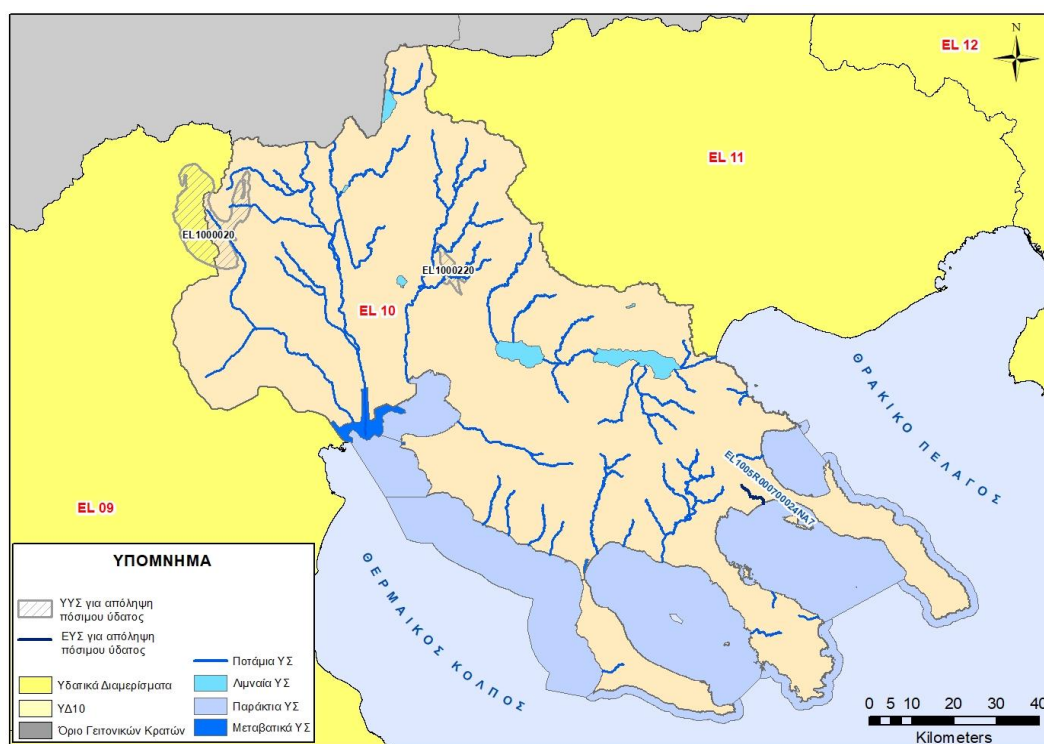 N
EL 12
EL 11
EL1000020
EL1000220
EL 10
ΘΡΑΚΙΚΟ ΠΕΛΑΓΟΣ
EL1005R000700024NA7
EL 09
ΘΕΡΜΑΙΚΟΣ ΚΟΛΠΟΣ
ΥΠΟΜΝΗΜΑ
ΥΥΣ για απόληψη
πόσιμου ύδατος
ΕΥΣ για απόληψη
πόσιμου ύδατος
Υδατικά Διαμερίσματα
ΥΔ10
Όριο Γειτονικών Κρατών
Ποτάμια ΥΣ
Λιμναία ΥΣ
Παράκτια ΥΣ
Μεταβατικά ΥΣ
0 5 10 20 30 40
Kilometers